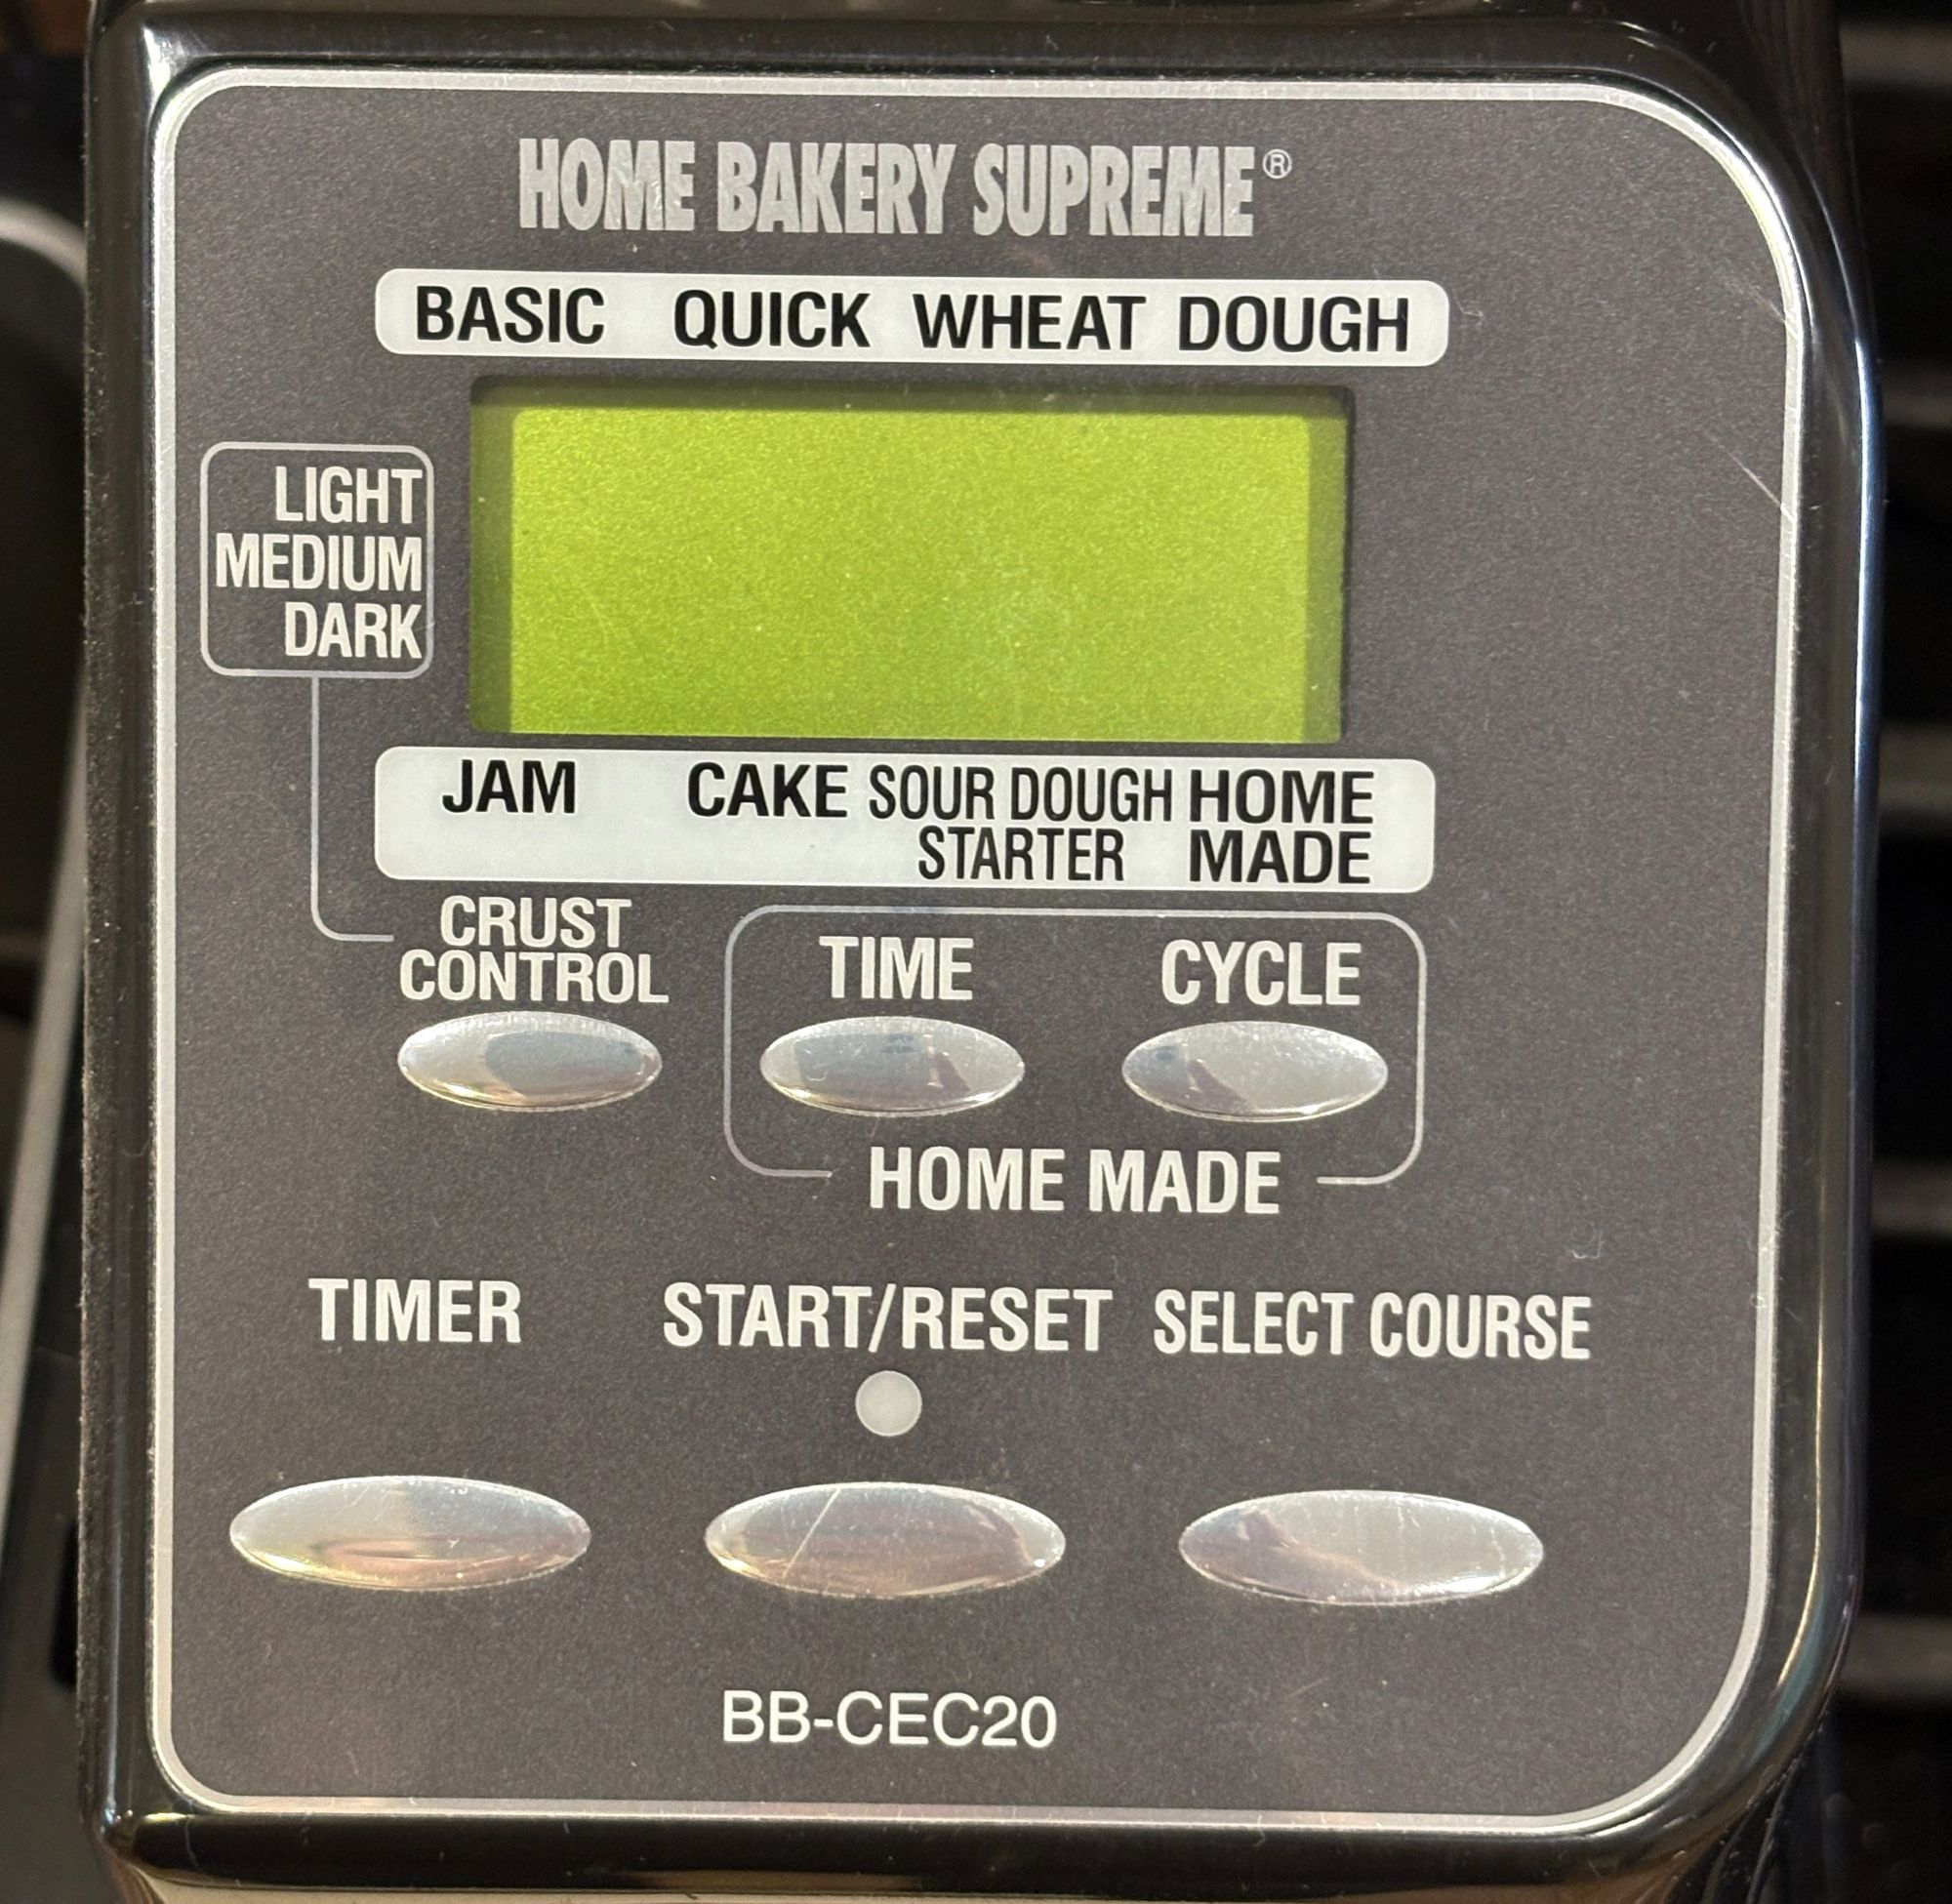 HOME BAKERY SUPREME®
BASIC QUICK WHEAT DOUGH
LIGHT
MEDIUM
DARK
JAM CAKE SOUR DOUGH STARTER HOME MADE
CRUST CONTROL
TIME CYCLE
HOME MADE
TIMER START/RESET SELECT COURSE
BB-CEC20